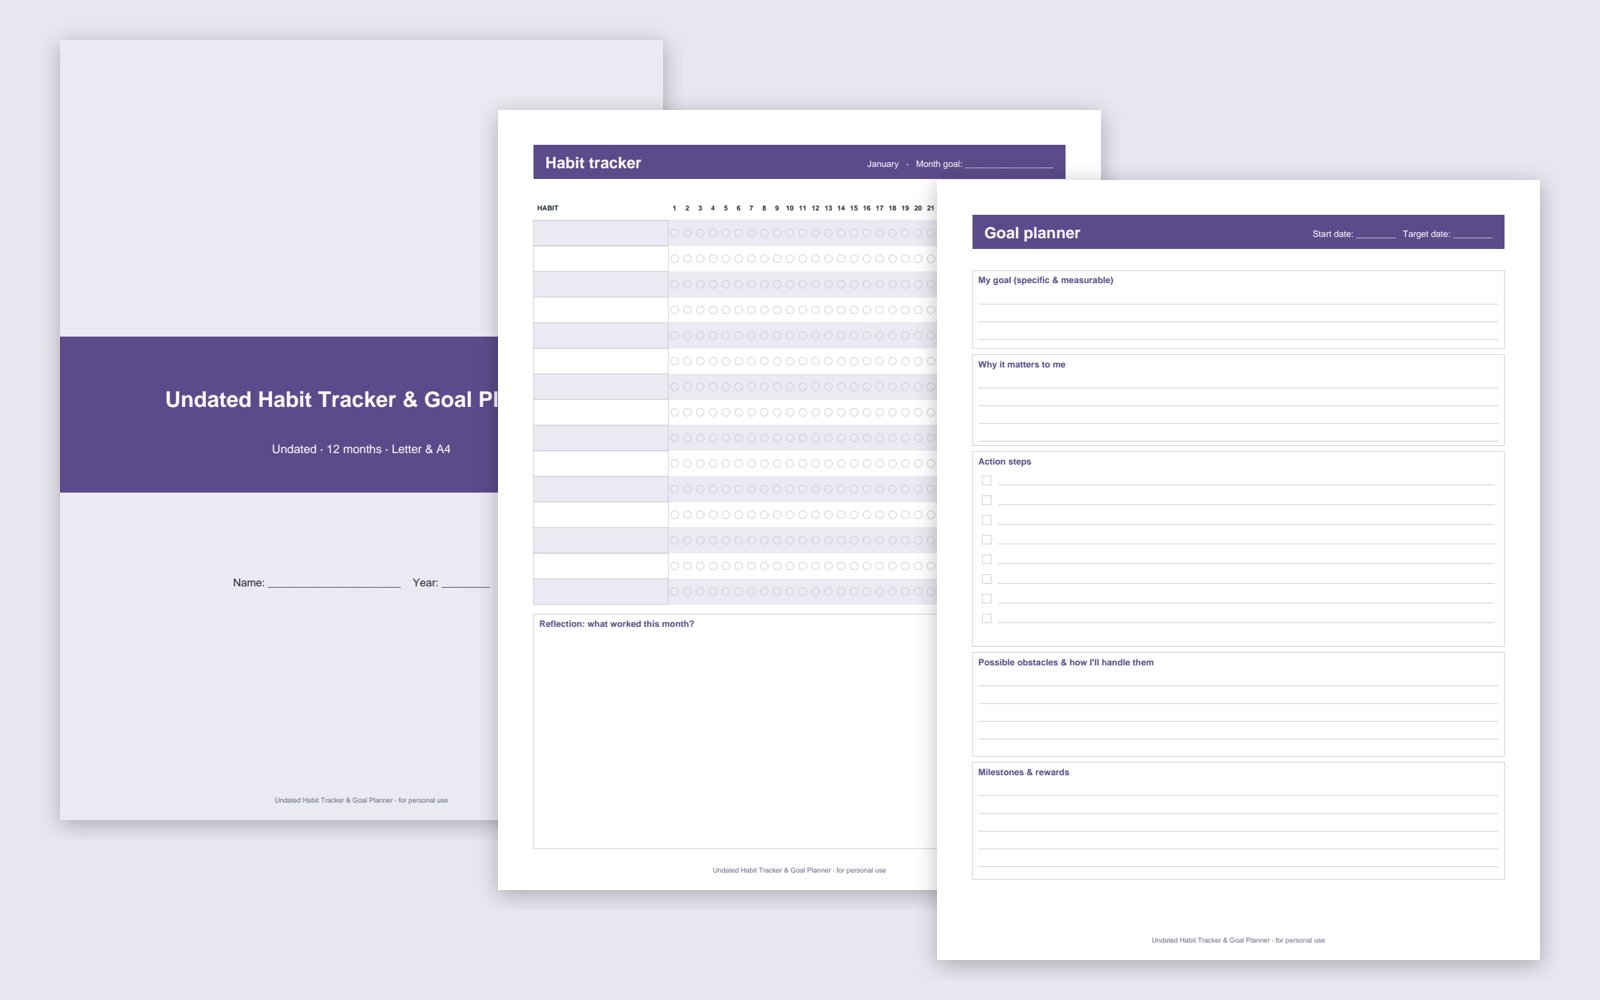 Undated Habit Tracker & Goal Pl
Undated · 12 months · Letter & A4
Name: ______________________ Year: ________
Undated Habit Tracker & Goal Planner - for personal use
Habit tracker
January · Month goal: __________________
HABIT 1 2 3 4 5 6 7 8 9 10 11 12 13 14 15 16 17 18 19 20 21
Reflection: what worked this month?
Undated Habit Tracker & Goal Planner - for personal use
Goal planner
Start date: ________ Target date: ________
My goal (specific & measurable)
Why it matters to me
Action steps
Possible obstacles & how I'll handle them
Milestones & rewards
Undated Habit Tracker & Goal Planner - for personal use